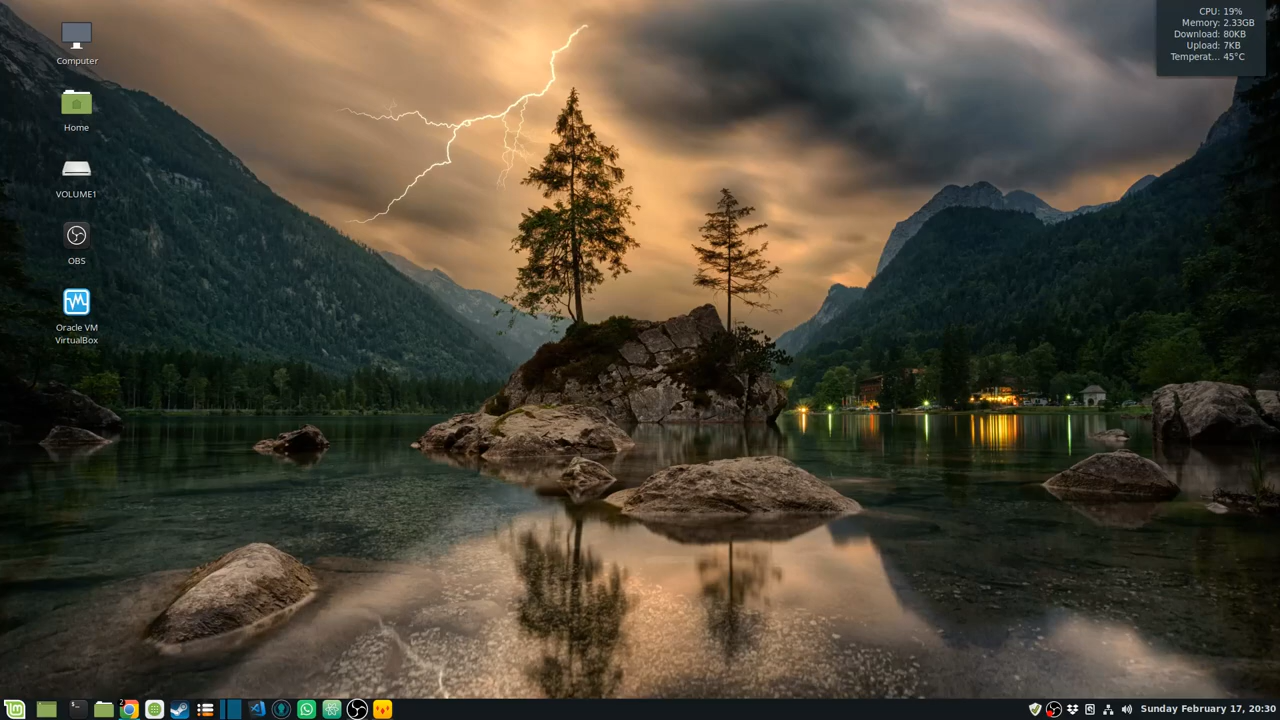 Computer
Home
VOLUME1
OBS
Oracle VM
VirtualBox
CPU: 19%
Memory: 2.33GB
Download: 80KB
Upload: 7KB
Temperat... 45°C
2
Sunday February 17, 20:30